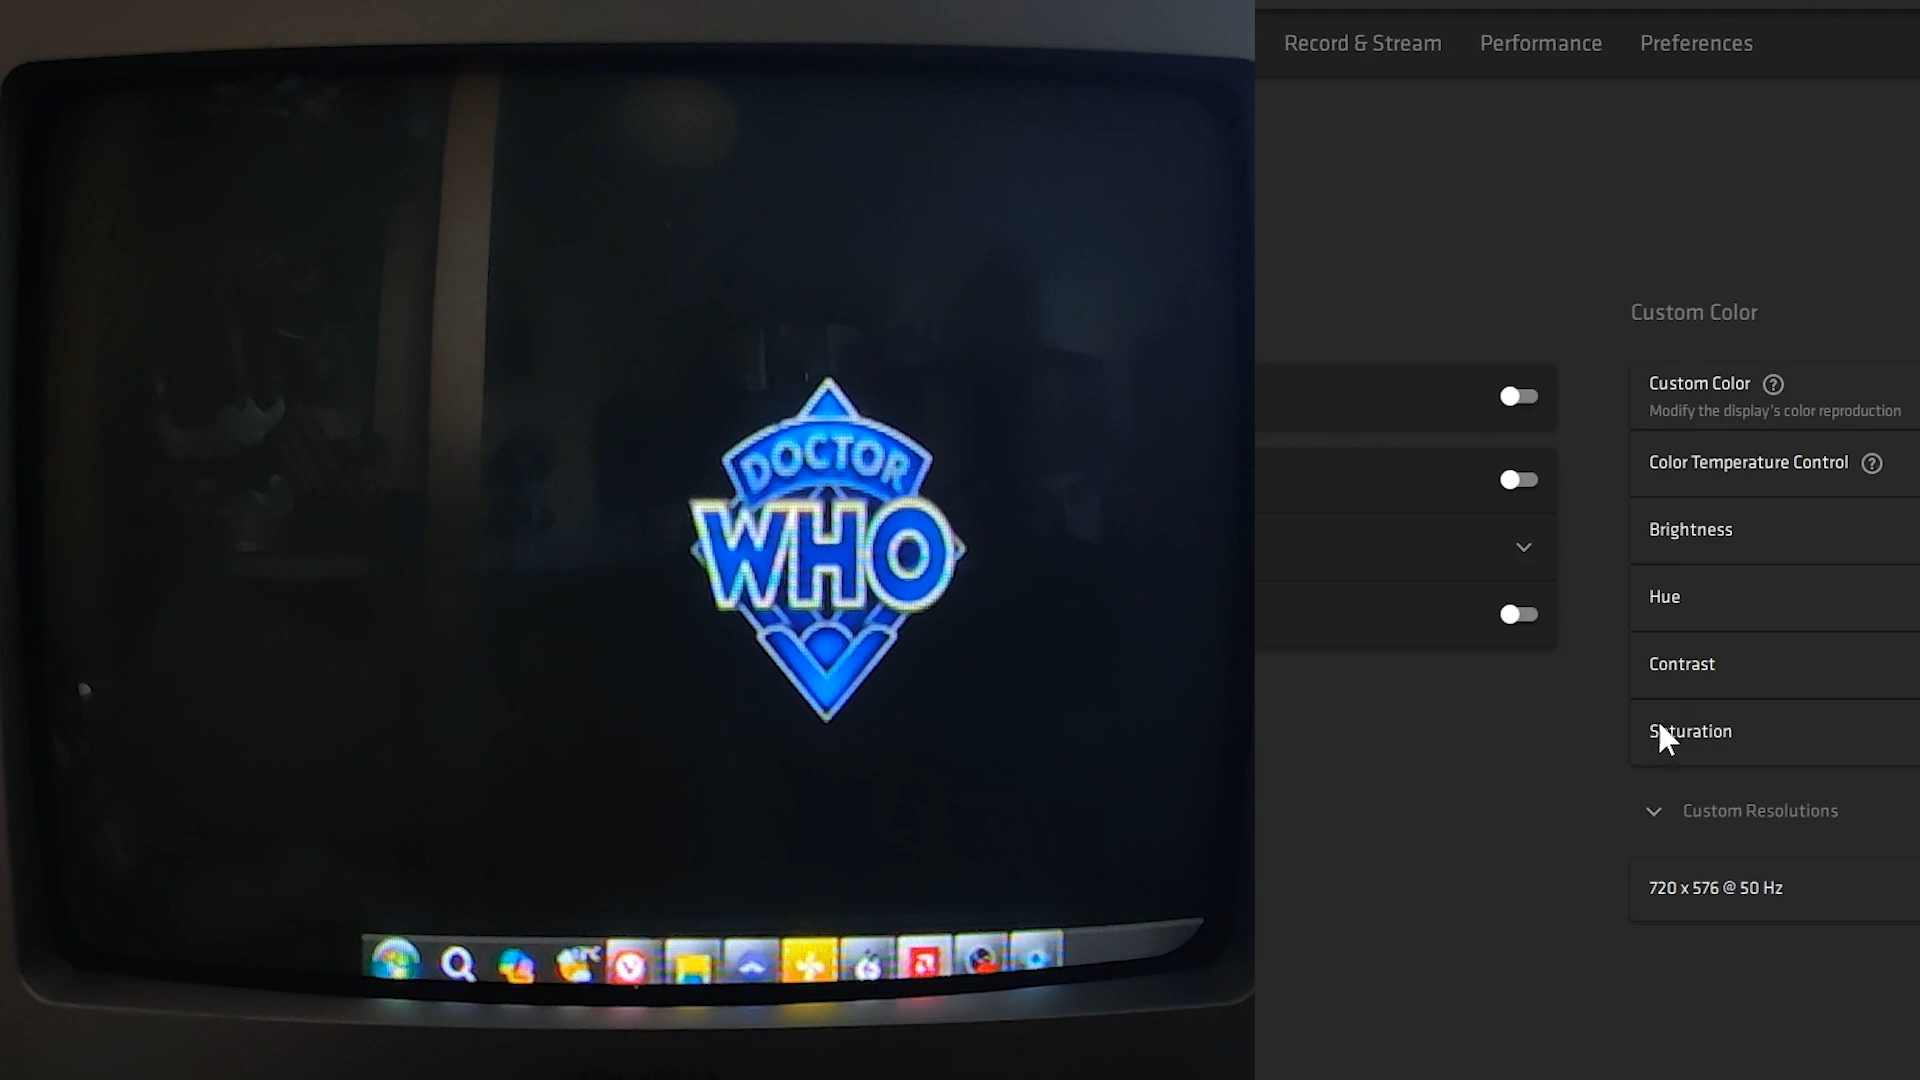 DOCTOR
WHO
Record & Stream
Performance
Preferences
Custom Color
Custom Color
Modify the display's color reproduction
Color Temperature Control
Brightness
Hue
Contrast
Saturation
Custom Resolutions
720 x 576 @ 50 Hz